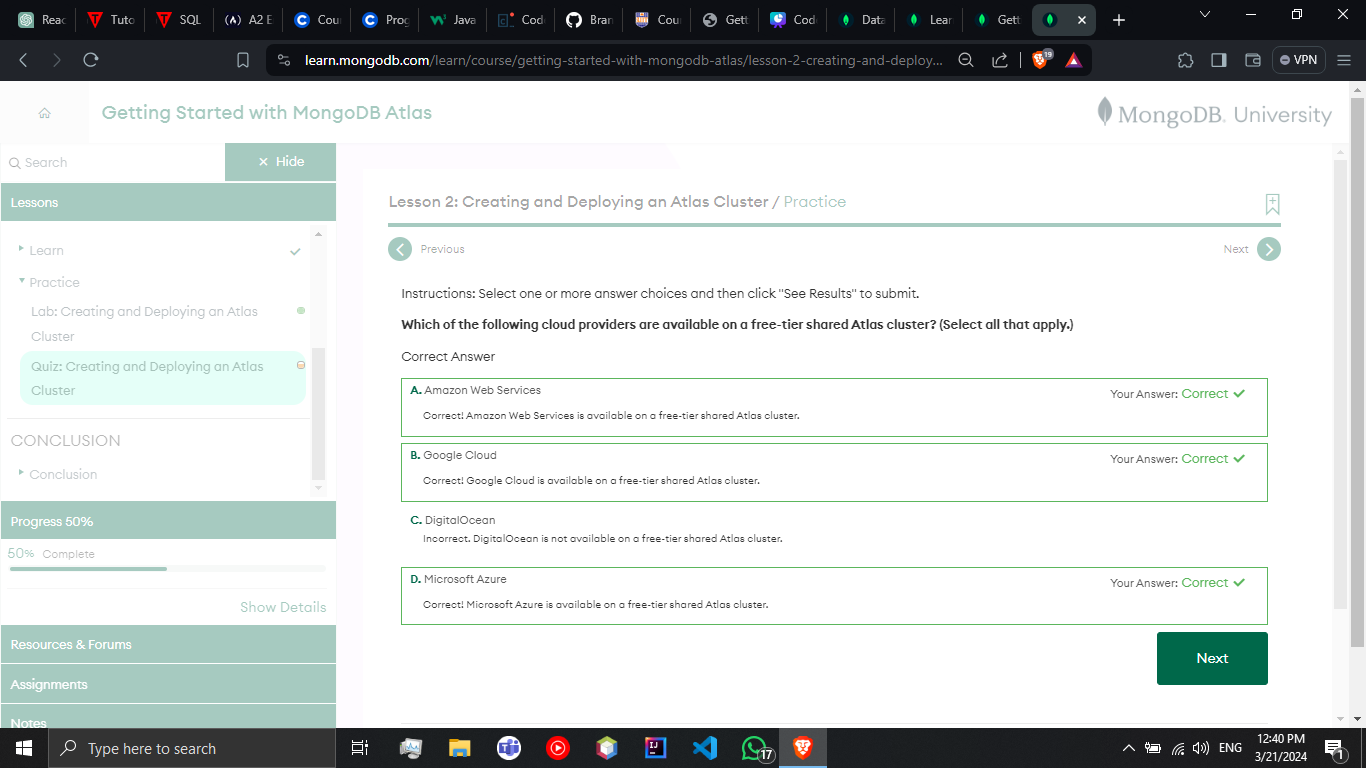 Reac
Tuto
SQL
A2 E
Cou
Prog
Java
Cod
Bran
Cour
Gett
Cod
Data
Lear
Gett
learn.mongodb.com/learn/course/getting-started-with-mongodb-atlas/lesson-2-creating-and-deploy...
19
VPN
Getting Started with MongoDB Atlas
MongoDB. University
Search
Hide
Lessons
Learn
Practice
Lab: Creating and Deploying an Atlas
Cluster
Quiz: Creating and Deploying an Atlas
Cluster
CONCLUSION
Conclusion
Progress 50%
50% Complete
Show Details
Resources & Forums
Assignments
Notes
Lesson 2: Creating and Deploying an Atlas Cluster / Practice
Previous
Next
Instructions: Select one or more answer choices and then click "See Results" to submit.
Which of the following cloud providers are available on a free-tier shared Atlas cluster? (Select all that apply.)
Correct Answer
A. Amazon Web Services
Your Answer: Correct
Correct! Amazon Web Services is available on a free-tier shared Atlas cluster.
B. Google Cloud
Your Answer: Correct
Correct! Google Cloud is available on a free-tier shared Atlas cluster.
C. DigitalOcean
Incorrect. DigitalOcean is not available on a free-tier shared Atlas cluster.
D. Microsoft Azure
Your Answer: Correct
Correct! Microsoft Azure is available on a free-tier shared Atlas cluster.
Next
Type here to search
17
ENG
12:40 PM
3/21/2024
1